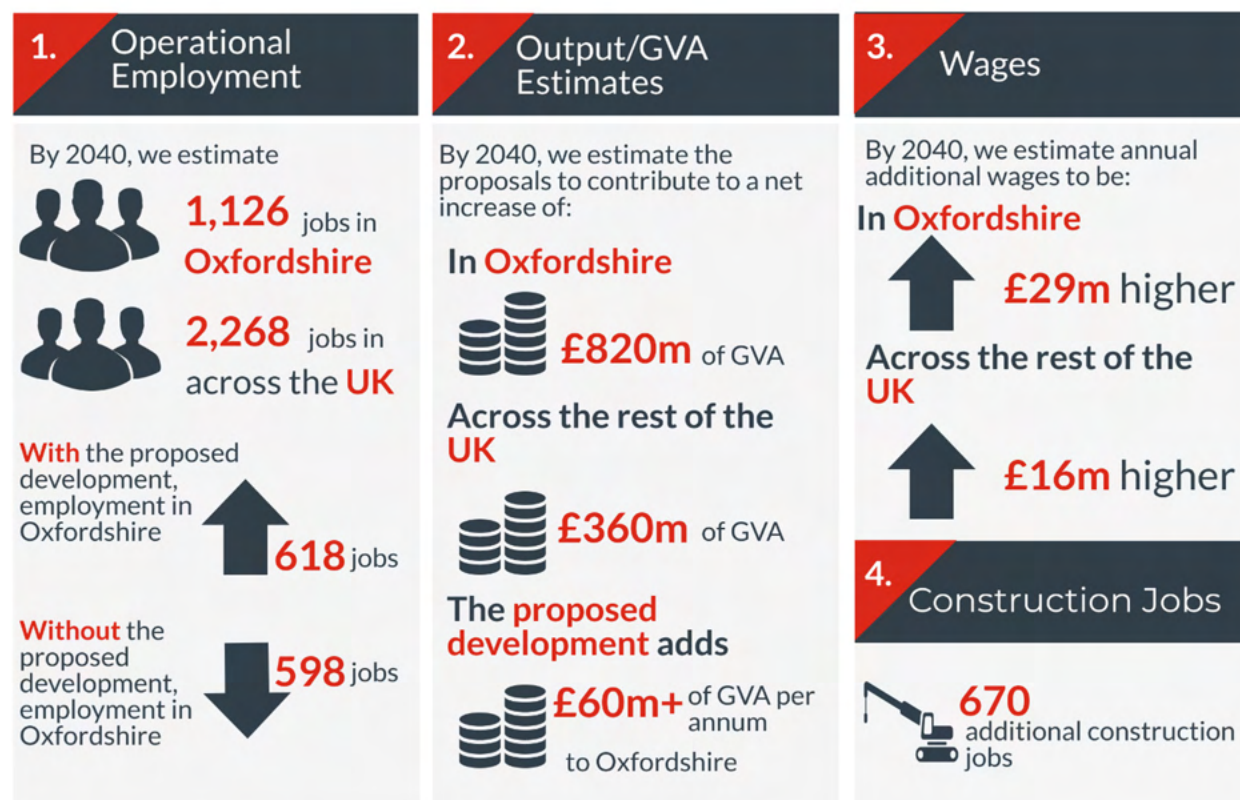 1.
Operational
Employment
By 2040, we estimate
1,126 jobs in
Oxfordshire
2,268 jobs in
across the UK
With the proposed
development,
employment in
Oxfordshire
618 jobs
Without the
proposed
development,
employment in
Oxfordshire
598 jobs
2.
Output/GVA
Estimates
By 2040, we estimate the
proposals to contribute to a net
increase of:
In Oxfordshire
£820m of GVA
Across the rest of the
UK
£360m of GVA
The proposed
development adds
£60m+ of GVA per
annum
to Oxfordshire
3.
Wages
By 2040, we estimate annual
additional wages to be:
In Oxfordshire
£29m higher
Across the rest of the
UK
£16m higher
4.
Construction Jobs
670
additional construction
jobs